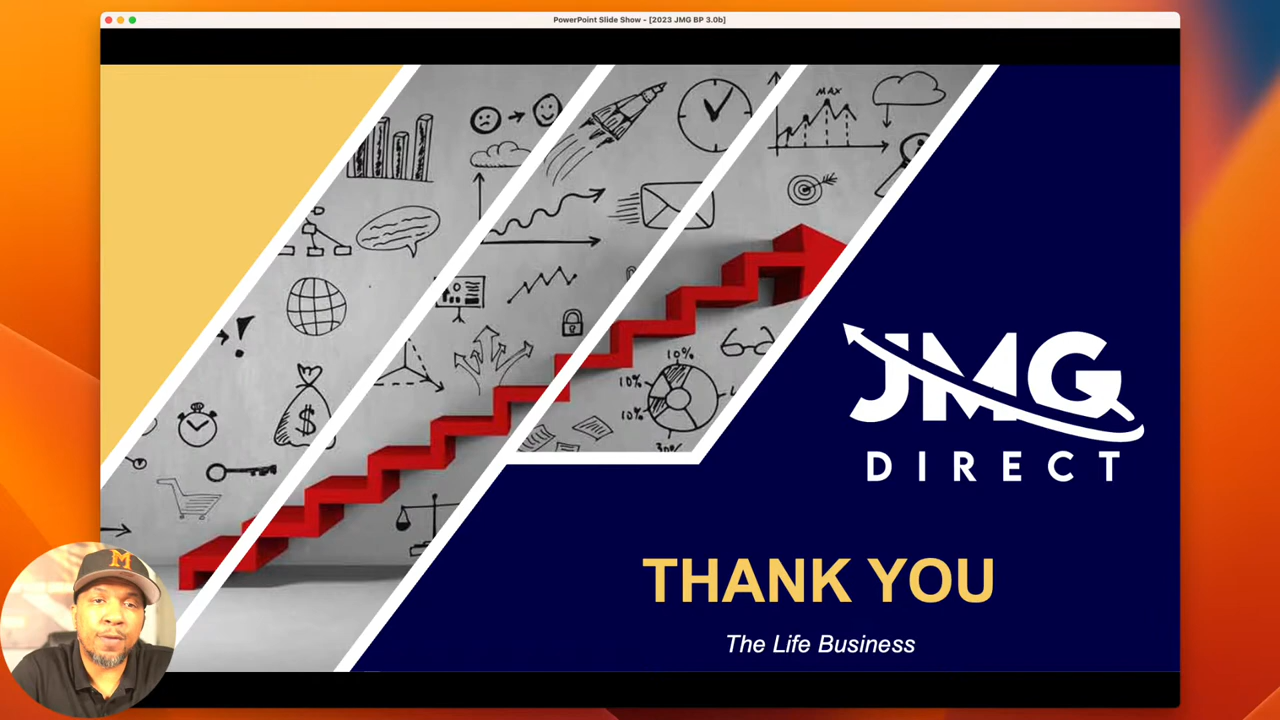 PowerPoint Slide Show - [2023 JMG BP 3.0b]
MAX
10%
10%
10%
30%
$
JMG
DIRECT
THANK YOU
The Life Business
M